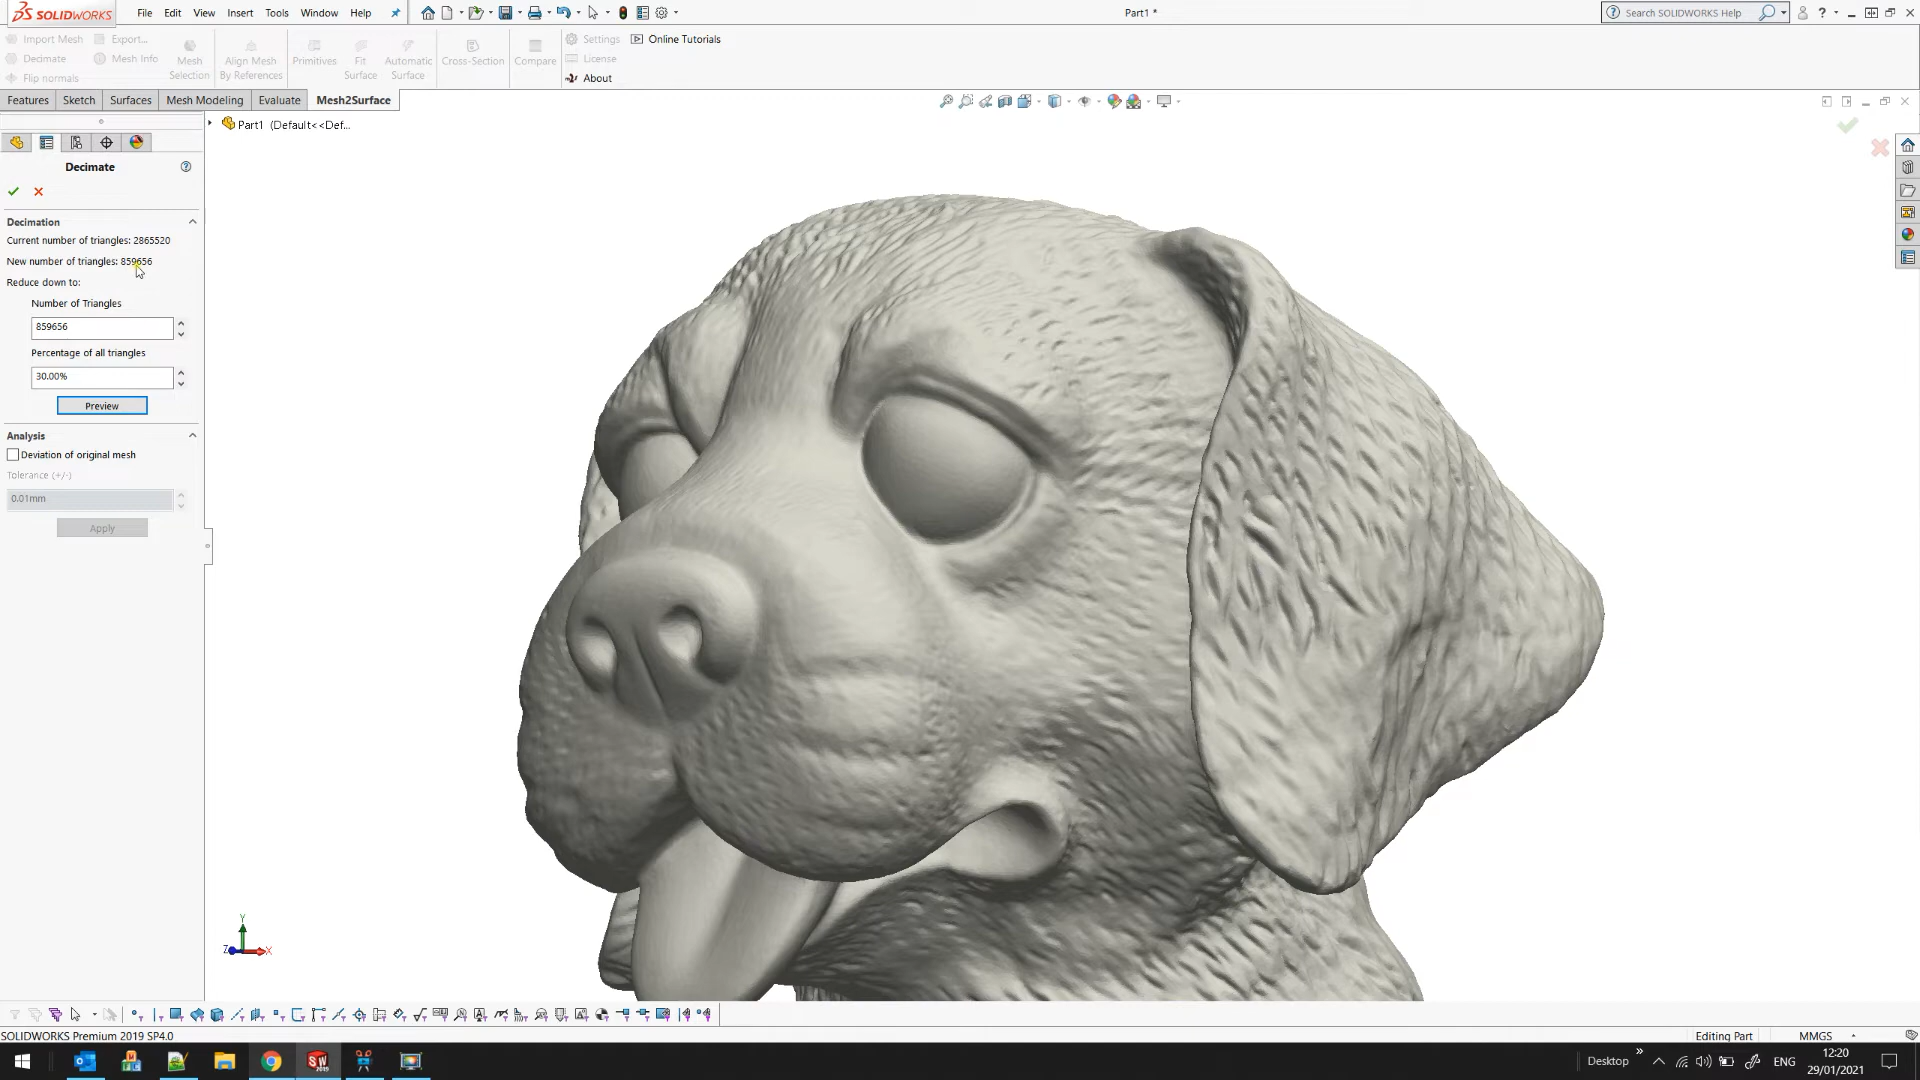 SOLIDWORKS
File Edit View Insert Tools Window Help
Part1 *
Search SOLIDWORKS Help
Import Mesh
Export...
Decimate
Mesh Info
Flip normals
Mesh Selection
Align Mesh By References
Primitives
Fit Surface
Automatic Surface
Cross-Section
Compare
Settings
Online Tutorials
License
About
Features Sketch Surfaces Mesh Modeling Evaluate Mesh2Surface
Part1 (Default<<Def...
Decimate
Decimation
Current number of triangles: 2865520
New number of triangles: 859656
Reduce down to:
Number of Triangles
859656
Percentage of all triangles
30.00%
Preview
Analysis
Deviation of original mesh
Tolerance (+/-)
0.01mm
Apply
Y
Z
X
SOLIDWORKS Premium 2019 SP4.0
Editing Part
MMGS
Desktop
ENG
12:20
29/01/2021